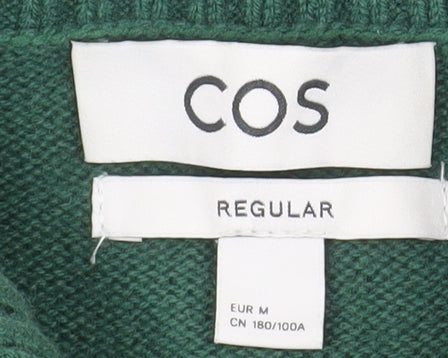 COS
REGULAR
EUR M
CN 180/100A